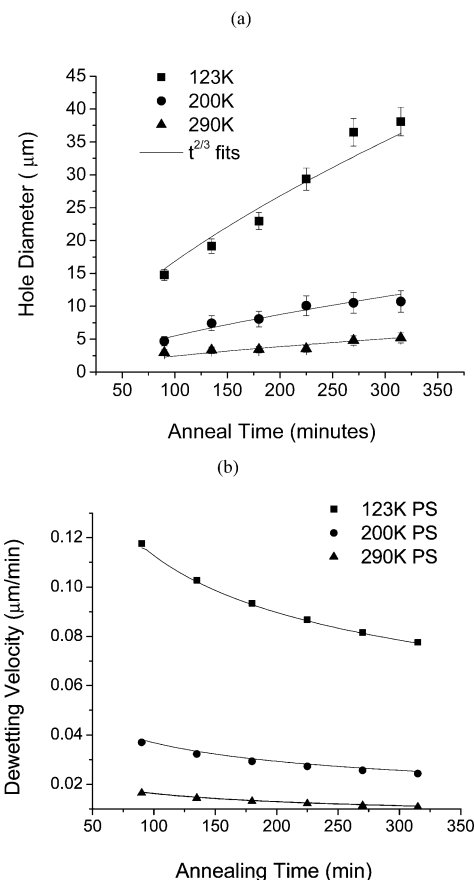 (a)
123K
200K
290K
t2/3 fits
45
40
35
30
25
20
15
10
5
0
Hole Diameter ( μm)
50 100 150 200 250 300 350
Anneal Time (minutes)
(b)
123K PS
200K PS
290K PS
0.12
0.10
0.08
0.06
0.04
0.02
Dewetting Velocity (μm/min)
50 100 150 200 250 300 350
Annealing Time (min)